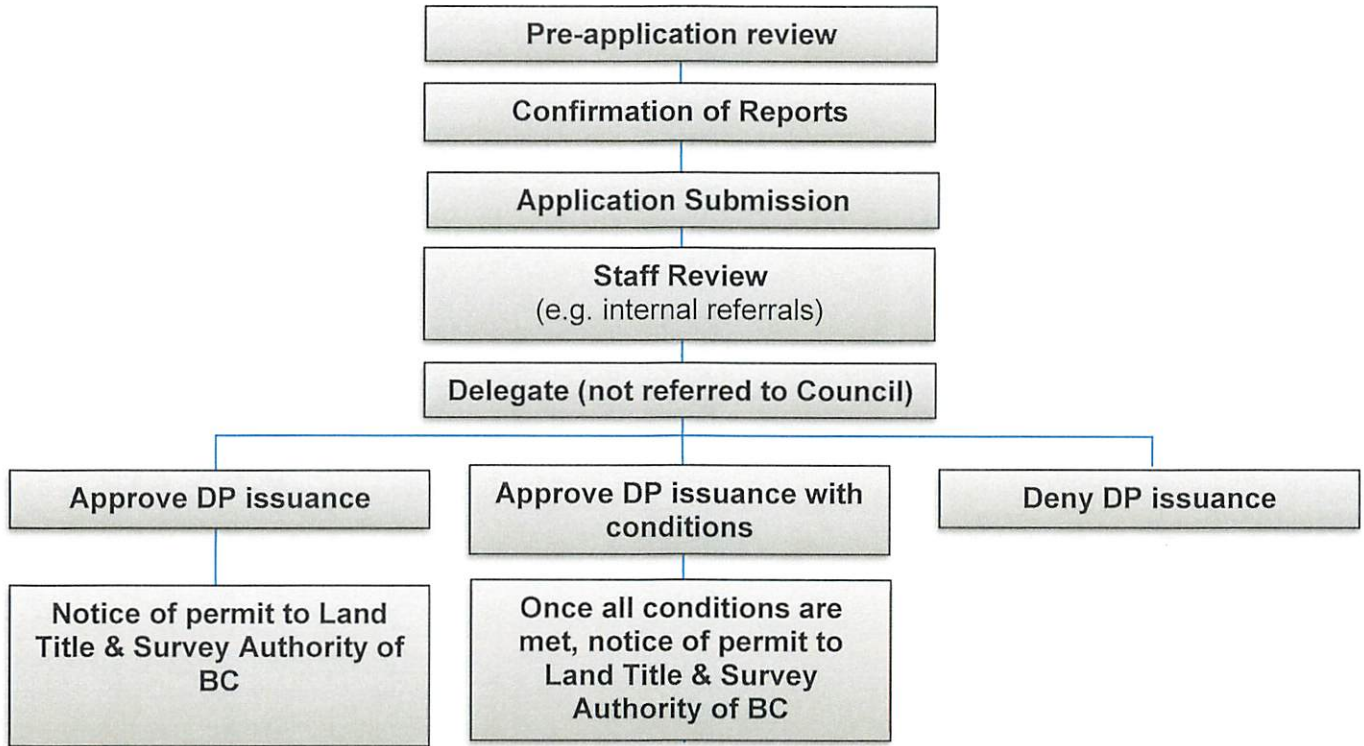 Pre-application review
Confirmation of Reports
Application Submission
Staff Review
(e.g. internal referrals)
Delegate (not referred to Council)
Approve DP issuance
Approve DP issuance with
conditions
Deny DP issuance
Notice of permit to Land
Title & Survey Authority of
BC
Once all conditions are
met, notice of permit to
Land Title & Survey
Authority of BC